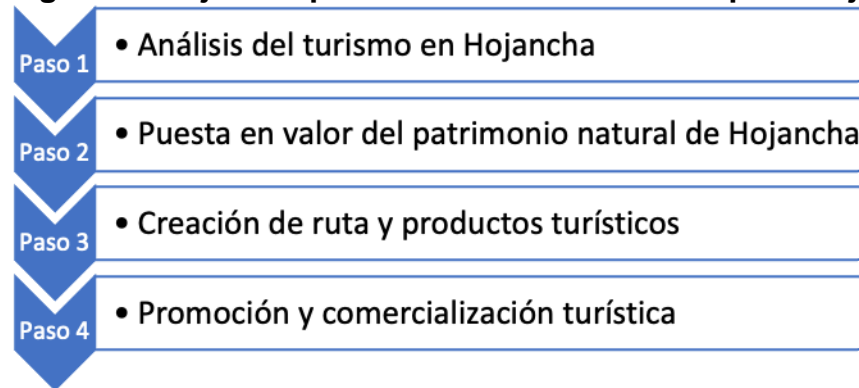 Paso 1
• Análisis del turismo en Hojancha
Paso 2
• Puesta en valor del patrimonio natural de Hojancha
Paso 3
• Creación de ruta y productos turísticos
Paso 4
• Promoción y comercialización turística